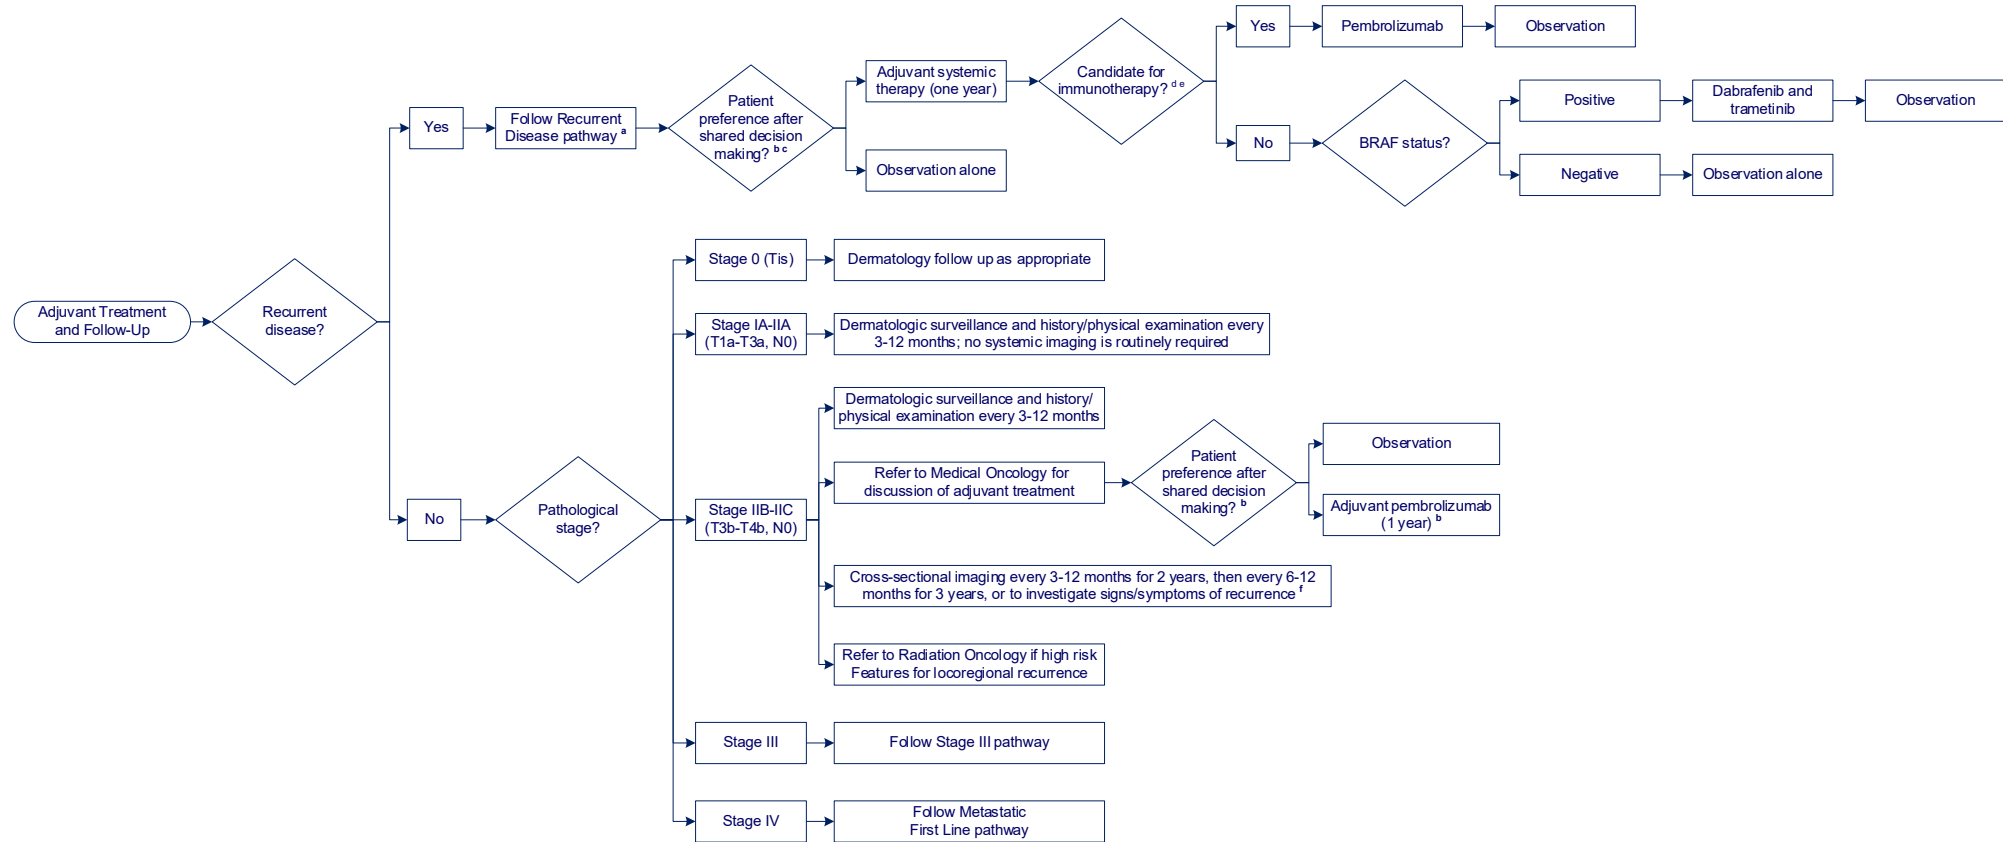 Adjuvant Treatment
and Follow-Up
Recurrent
disease?
Yes
Follow Recurrent
Disease pathway a
Patient
preference after
shared decision
making? b c
Adjuvant systemic
therapy (one year)
Observation alone
Candidate for
immunotherapy? d e
Yes
Pembrolizumab
Observation
No
BRAF status?
Positive
Dabrafenib and
trametinib
Observation
Negative
Observation alone
No
Pathological
stage?
Stage 0 (Tis)
Dermatology follow up as appropriate
Stage IA-IIA
(T1a-T3a, N0)
Dermatologic surveillance and history/physical examination every
3-12 months; no systemic imaging is routinely required
Stage IIB-IIC
(T3b-T4b, N0)
Dermatologic surveillance and history/
physical examination every 3-12 months
Refer to Medical Oncology for
discussion of adjuvant treatment
Patient
preference after
shared decision
making? b
Observation
Adjuvant pembrolizumab
(1 year) b
Cross-sectional imaging every 3-12 months for 2 years, then every 6-12
months for 3 years, or to investigate signs/symptoms of recurrence f
Refer to Radiation Oncology if high risk
Features for locoregional recurrence
Stage III
Follow Stage III pathway
Stage IV
Follow Metastatic
First Line pathway